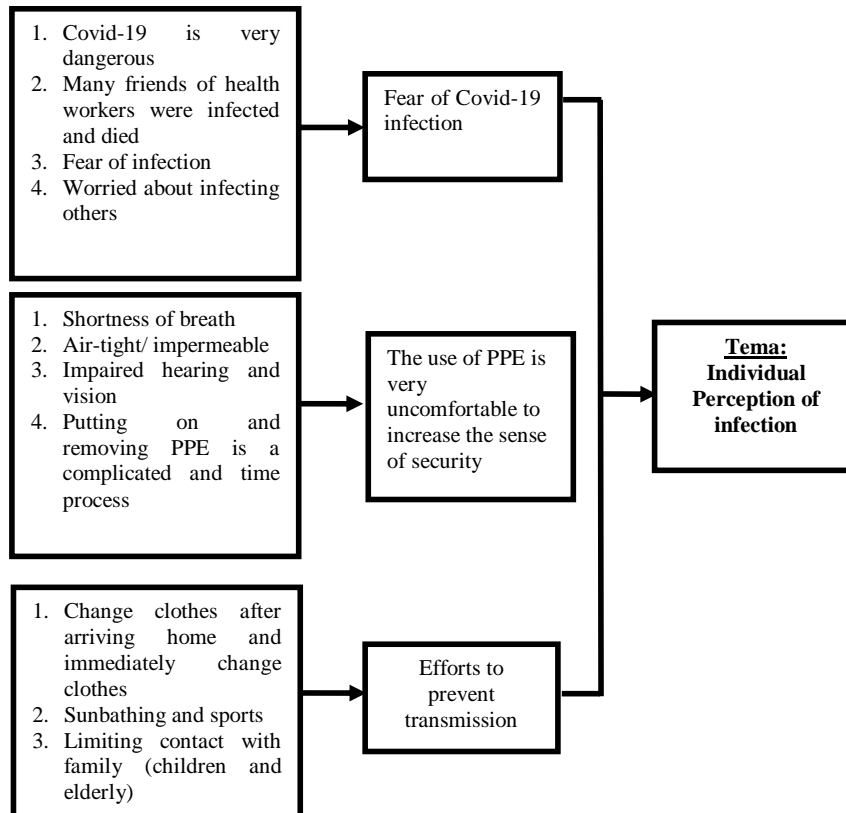 1. Covid-19 is very
dangerous
2. Many friends of health
workers were infected
and died
3. Fear of infection
4. Worried about infecting
others
Fear of Covid-19
infection
1. Shortness of breath
2. Air-tight/ impermeable
3. Impaired hearing and
vision
4. Putting on and
removing PPE is a
complicated and time
process
The use of PPE is
very
uncomfortable to
increase the sense
of security
Tema:
Individual
Perception of
infection
1. Change clothes after
arriving home and
immediately change
clothes
2. Sunbathing and sports
3. Limiting contact with
family (children and
elderly)
Efforts to
prevent
transmission